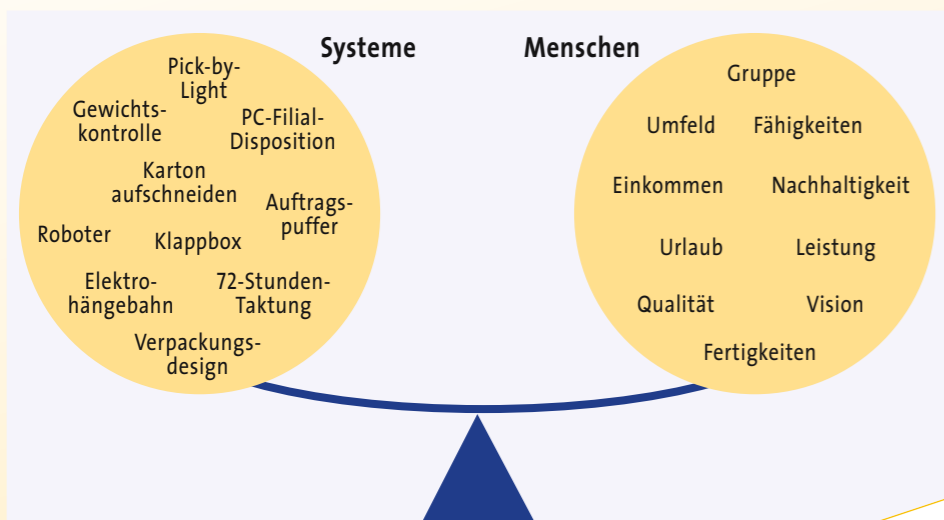 Systeme
Menschen
Pick-by-
Light
Gewichts-
kontrolle
PC-Filial-
Disposition
Karton
aufschneiden
Auftrags-
puffer
Roboter
Klappbox
Elektro-
hängebahn
72-Stunden-
Taktung
Verpackungs-
design
Gruppe
Umfeld
Fähigkeiten
Einkommen
Nachhaltigkeit
Urlaub
Leistung
Qualität
Vision
Fertigkeiten